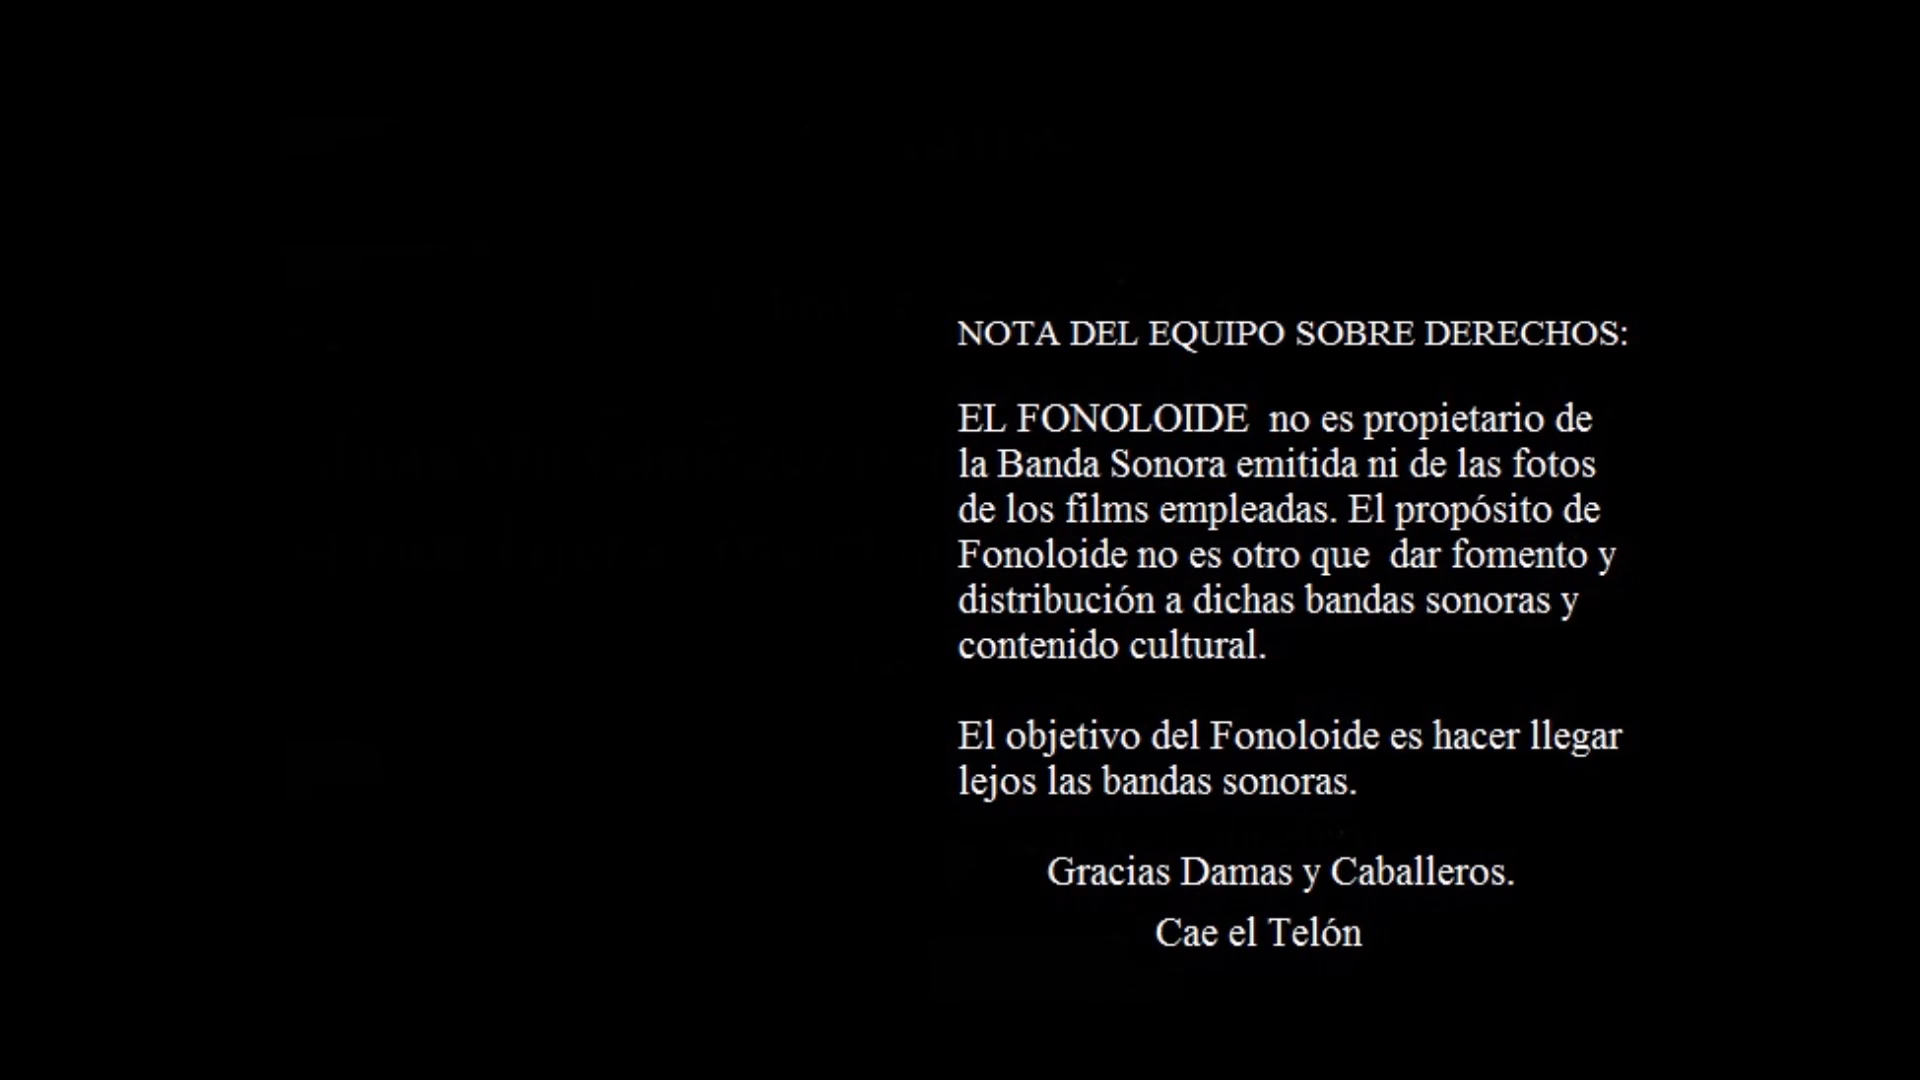 NOTA DEL EQUIPO SOBRE DERECHOS:
EL FONOLOIDE no es propietario de
la Banda Sonora emitida ni de las fotos
de los films empleadas. El propósito de
Fonoloide no es otro que dar fomento y
distribución a dichas bandas sonoras y
contenido cultural.
El objetivo del Fonoloide es hacer llegar
lejos las bandas sonoras.
Gracias Damas y Caballeros.
Cae el Telón